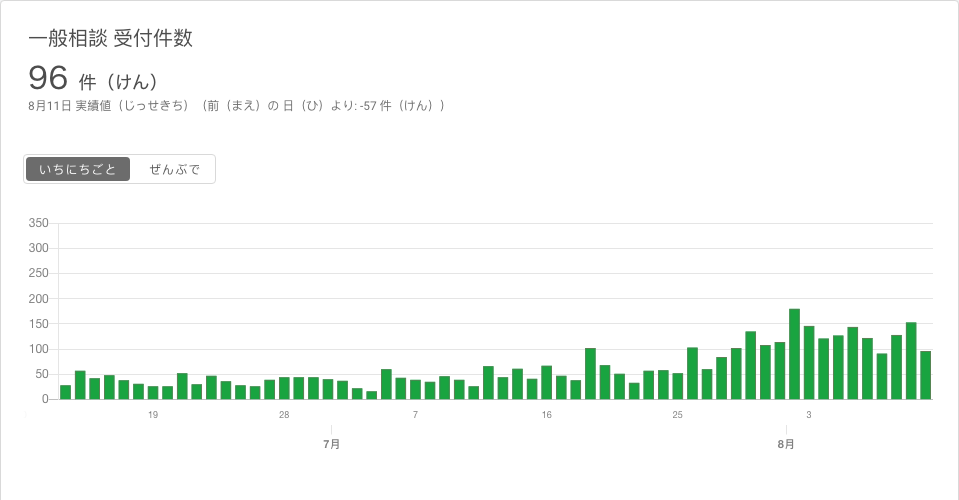 一般相談 受付件数
96 件（けん）
8月11日 実績値（じっせきち）（前（まえ）の 日（ひ）より: -57 件（けん））
いちにちごと ぜんぶで
350
300
250
200
150
100
50
0
19 28 7 16 25 3
7月 8月